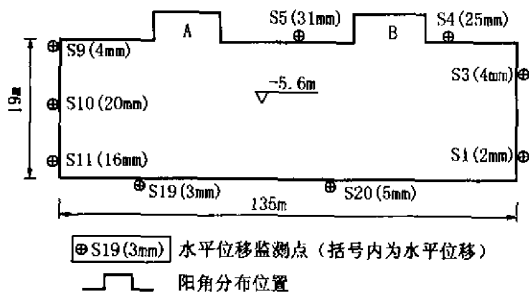 S5(31mm)
S4(25mm)
A
B
S9(4mm)
S3(4mm)
-5.6m
19m
S10(20mm)
S11(16mm)
S1(2mm)
S19(3mm)
S20(5mm)
135m
⊕S19(3mm) 水平位移监测点（括号内为水平位移）
阳角分布位置